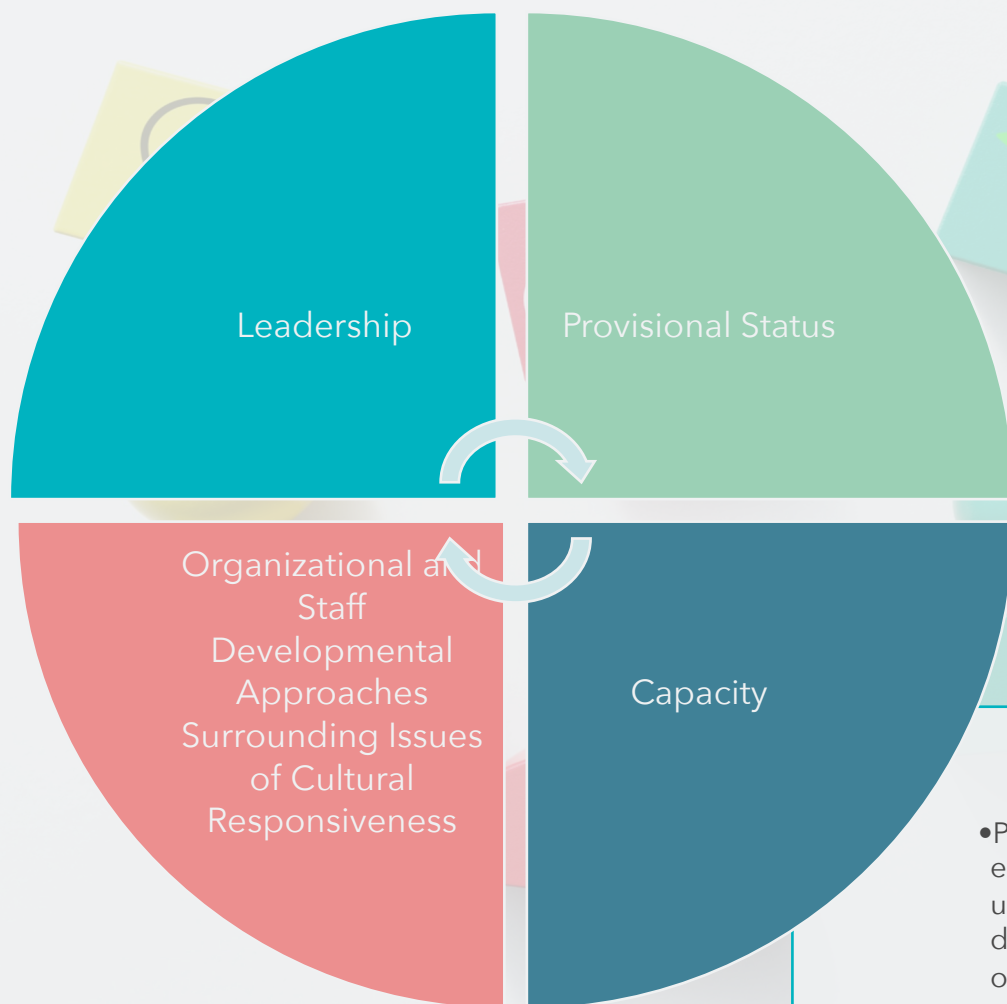 Leadership
Provisional Status
Organizational and
Staff
Developmental
Approaches
Surrounding Issues
of Cultural
Responsiveness
Capacity